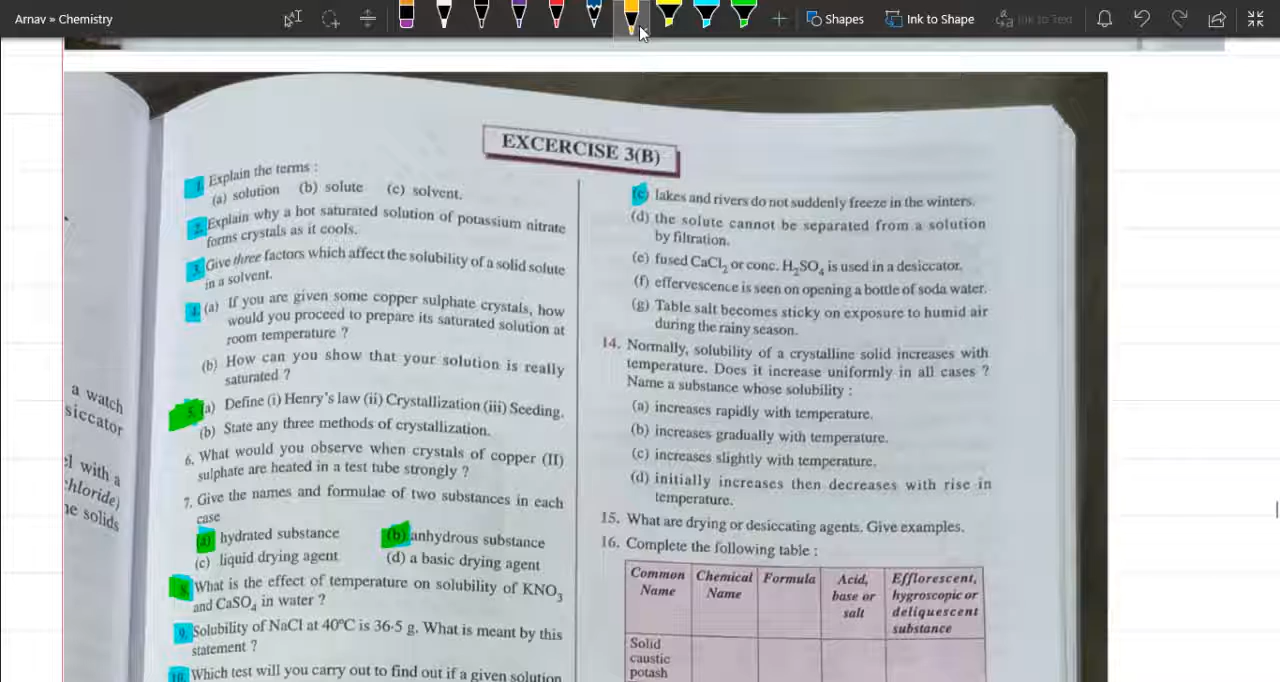 Arnav » Chemistry
Shapes
Ink to Shape
Ink to Text
EXCERCISE 3(B)
1. Explain the terms :
(a) solution (b) solute (c) solvent.
2. Explain why a hot saturated solution of potassium nitrate
forms crystals as it cools.
3. Give three factors which affect the solubility of a solid solute
in a solvent.
4. (a) If you are given some copper sulphate crystals, how
would you proceed to prepare its saturated solution at
room temperature ?
(b) How can you show that your solution is really
saturated ?
5. (a) Define (i) Henry's law (ii) Crystallization (iii) Seeding.
(b) State any three methods of crystallization.
6. What would you observe when crystals of copper (II)
sulphate are heated in a test tube strongly ?
7. Give the names and formulae of two substances in each
case
(a) hydrated substance (b) anhydrous substance
(c) liquid drying agent (d) a basic drying agent
8. What is the effect of temperature on solubility of KNO3
and CaSO4 in water ?
9. Solubility of NaCl at 40°C is 36·5 g. What is meant by this
statement ?
10. Which test will you carry out to find out if a given solution
(c) lakes and rivers do not suddenly freeze in the winters.
(d) the solute cannot be separated from a solution
by filtration.
(e) fused CaCl2 or conc. H2SO4 is used in a desiccator.
(f) effervescence is seen on opening a bottle of soda water.
(g) Table salt becomes sticky on exposure to humid air
during the rainy season.
14. Normally, solubility of a crystalline solid increases with
temperature. Does it increase uniformly in all cases ?
Name a substance whose solubility :
(a) increases rapidly with temperature.
(b) increases gradually with temperature.
(c) increases slightly with temperature.
(d) initially increases then decreases with rise in
temperature.
15. What are drying or desiccating agents. Give examples.
16. Complete the following table :
Common Chemical Formula Acid, Efflorescent,
Name Name base or hygroscopic or
salt deliquescent
substance
Solid
caustic
potash
a watch
siccator
el with a
chloride)
he solids